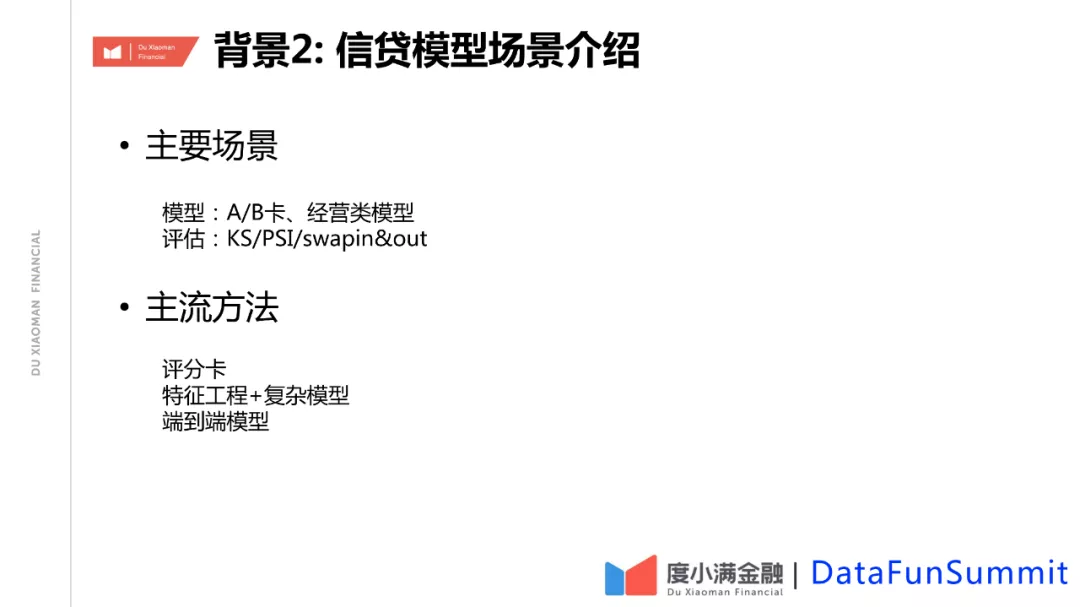 Du Xiaoman
Financial
背景2: 信贷模型场景介绍
• 主要场景
模型：A/B卡、经营类模型
评估：KS/PSI/swapin&out
• 主流方法
评分卡
特征工程+复杂模型
端到端模型
DU XIAOMAN FINANCIAL
度小满金融 | DataFunSummit
Du Xiaoman Financial